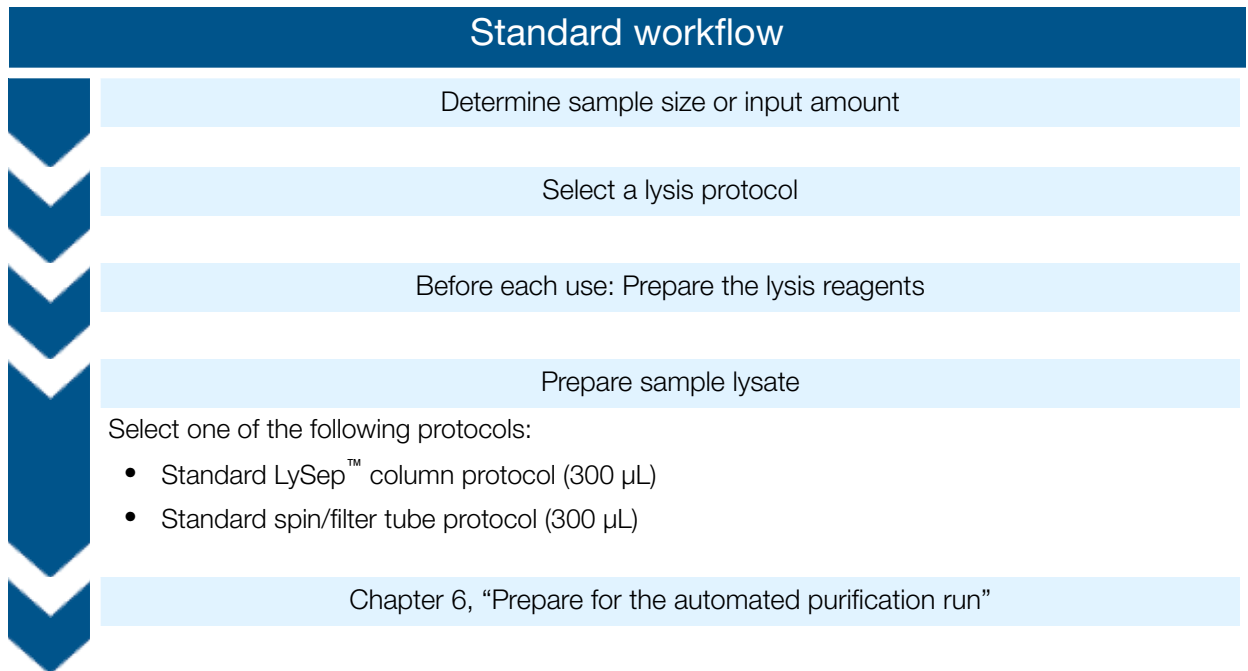 Standard workflow
Determine sample size or input amount
Select a lysis protocol
Before each use: Prepare the lysis reagents
Prepare sample lysate
Select one of the following protocols:
• Standard LySep™ column protocol (300 µL)
• Standard spin/filter tube protocol (300 µL)
Chapter 6, “Prepare for the automated purification run”